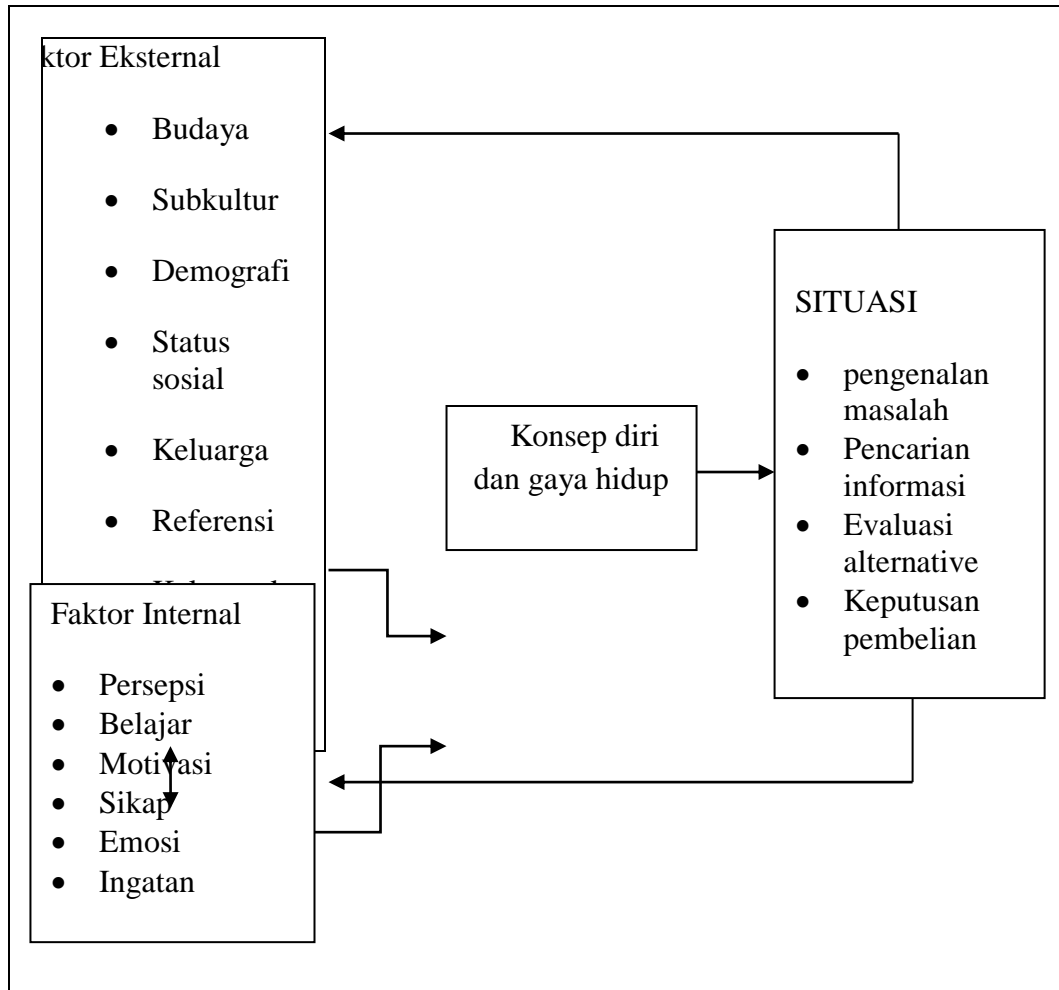 ktor Eksternal
• Budaya
• Subkultur
• Demografi
• Status
sosial
• Keluarga
• Referensi
Faktor Internal
• Persepsi
• Belajar
• Motivasi
• Sikap
• Emosi
• Ingatan
Konsep diri
dan gaya hidup
SITUASI
• pengenalan
masalah
• Pencarian
informasi
• Evaluasi
alternative
• Keputusan
pembelian